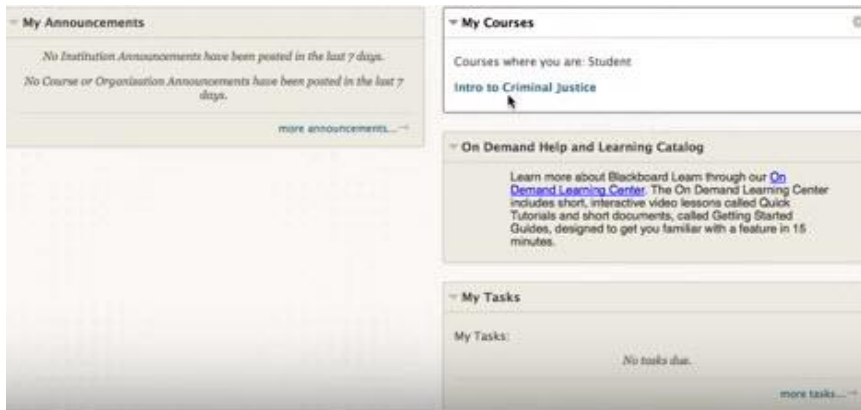 My Announcements
No Institution Announcements have been posted in the last 7 days.
No Course or Organisation Announcements have been posted in the last 7
days.
more announcements...
My Courses
Courses where you are: Student
Intro to Criminal Justice
On Demand Help and Learning Catalog
Learn more about Blackboard Learn through our On
Demand Learning Center. The On Demand Learning Center
includes short, interactive video lessons called Quick
Tutorials and short documents, called Getting Started
Guides, designed to get you familiar with a feature in 15
minutes.
My Tasks
My Tasks:
No tasks due.
more tasks...